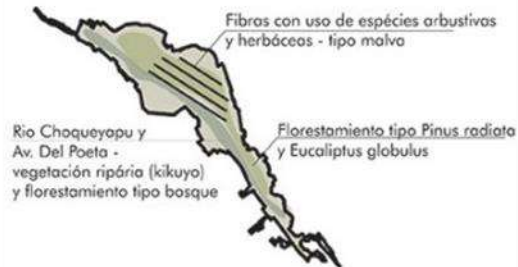 Fibras con uso de espécies arbustivas
y herbáceas - tipo malva
Rio Choqueyapu y
Av. Del Poeta -
vegetación ripária (kikuyo)
y florestamiento tipo bosque
Florestamiento tipo Pinus radiata
y Eucaliptus globulus